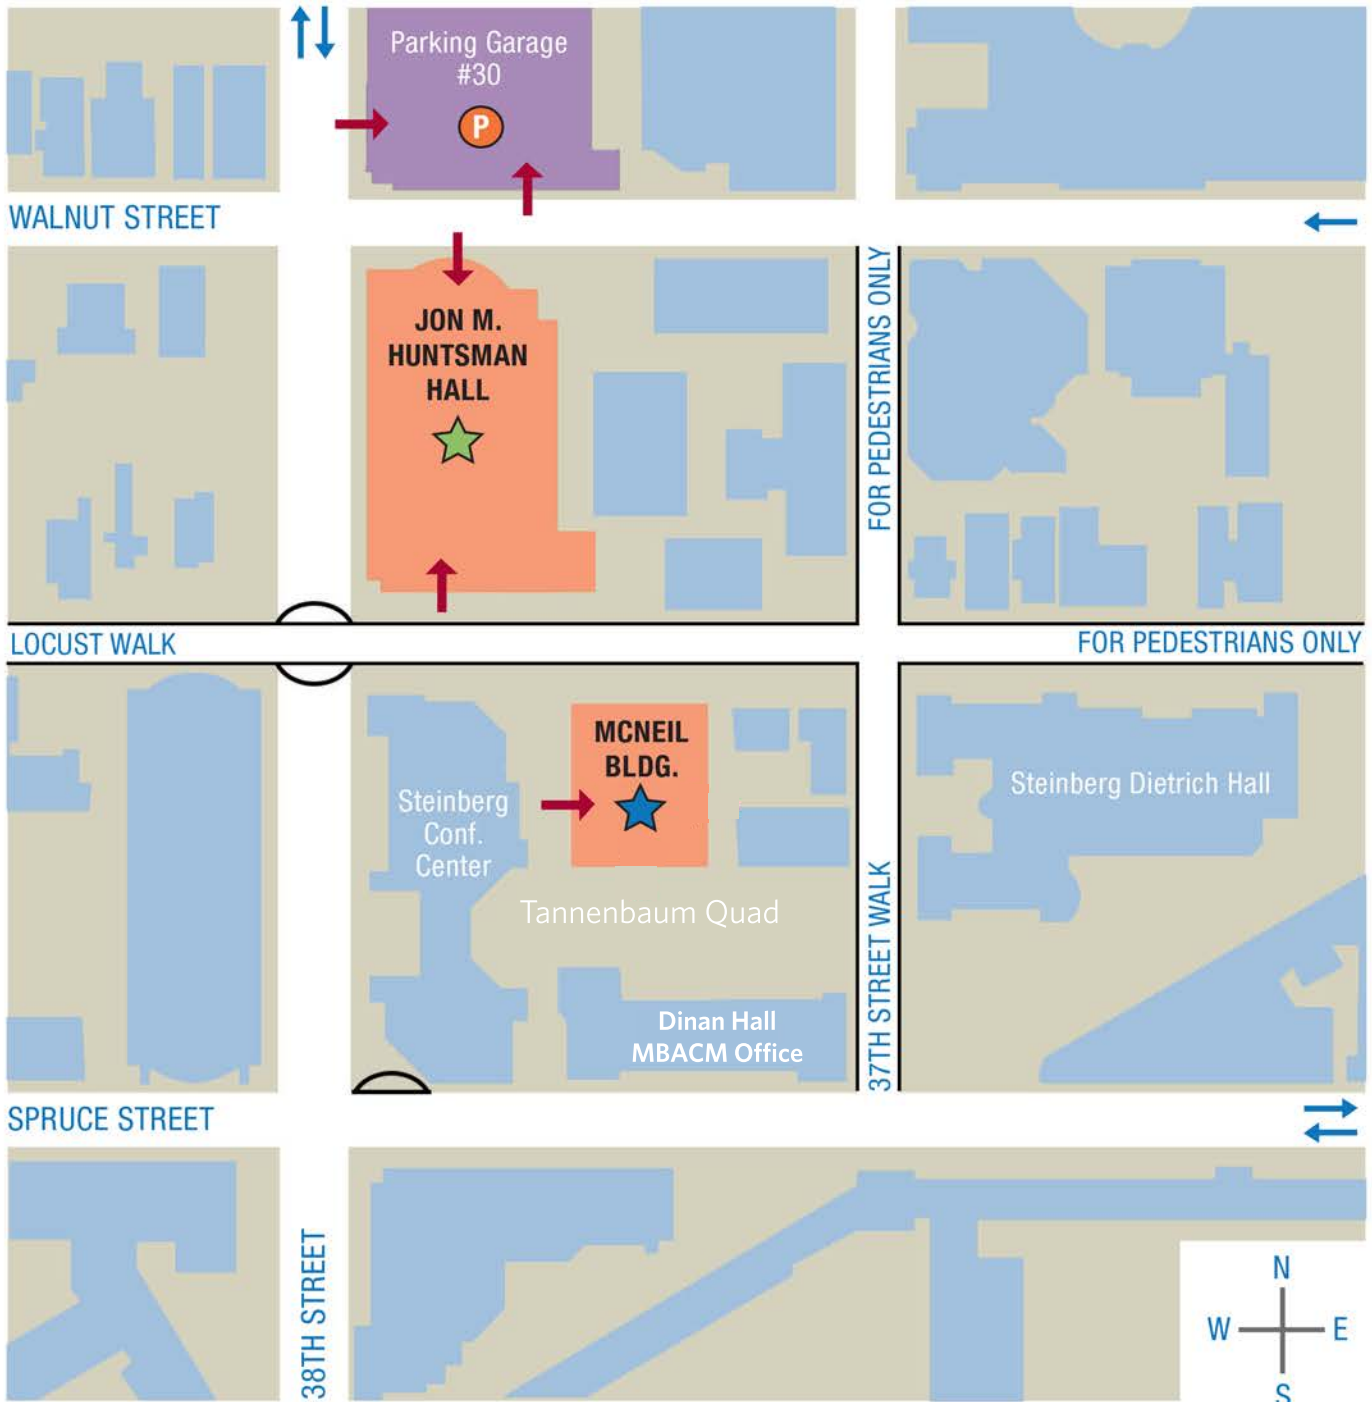 Parking Garage
#30
P
WALNUT STREET
JON M.
HUNTSMAN
HALL
FOR PEDESTRIANS ONLY
LOCUST WALK
FOR PEDESTRIANS ONLY
MCNEIL
BLDG.
Steinberg
Conf.
Center
Steinberg Dietrich Hall
Tannenbaum Quad
37TH STREET WALK
Dinan Hall
MBACM Office
SPRUCE STREET
38TH STREET
N
W
E
S